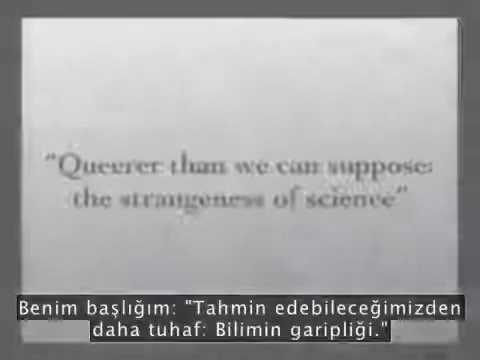 "Queerer than we can suppose:
the strangeness of science"
Benim başlığım: "Tahmin edebileceğimizden
daha tuhaf: Bilimin garipliği."